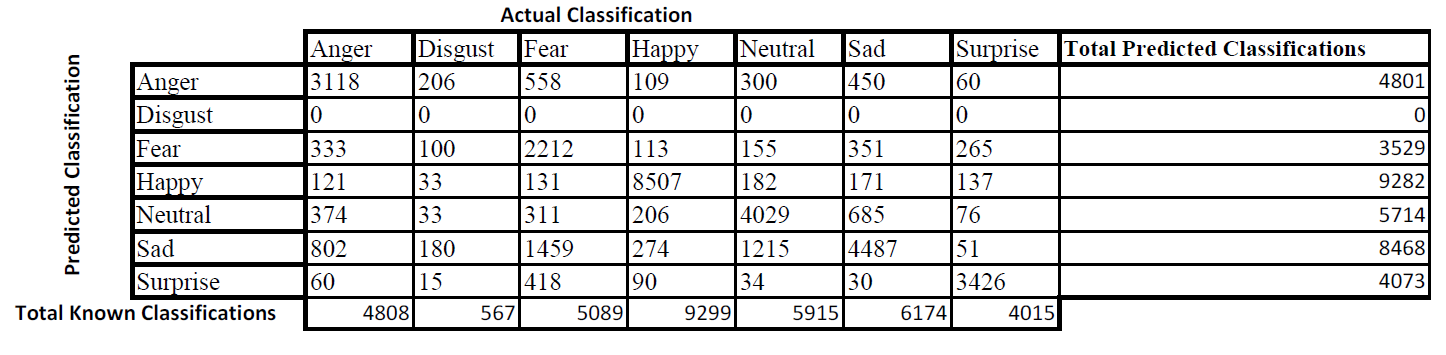 Actual Classification
Anger Disgust Fear Happy Neutral Sad Surprise Total Predicted Classifications
Predicted Classification
Anger 3118 206 558 109 300 450 60 4801
Disgust 0 0 0 0 0 0 0 0
Fear 333 100 2212 113 155 351 265 3529
Happy 121 33 131 8507 182 171 137 9282
Neutral 374 33 311 206 4029 685 76 5714
Sad 802 180 1459 274 1215 4487 51 8468
Surprise 60 15 418 90 34 30 3426 4073
Total Known Classifications 4808 567 5089 9299 5915 6174 4015